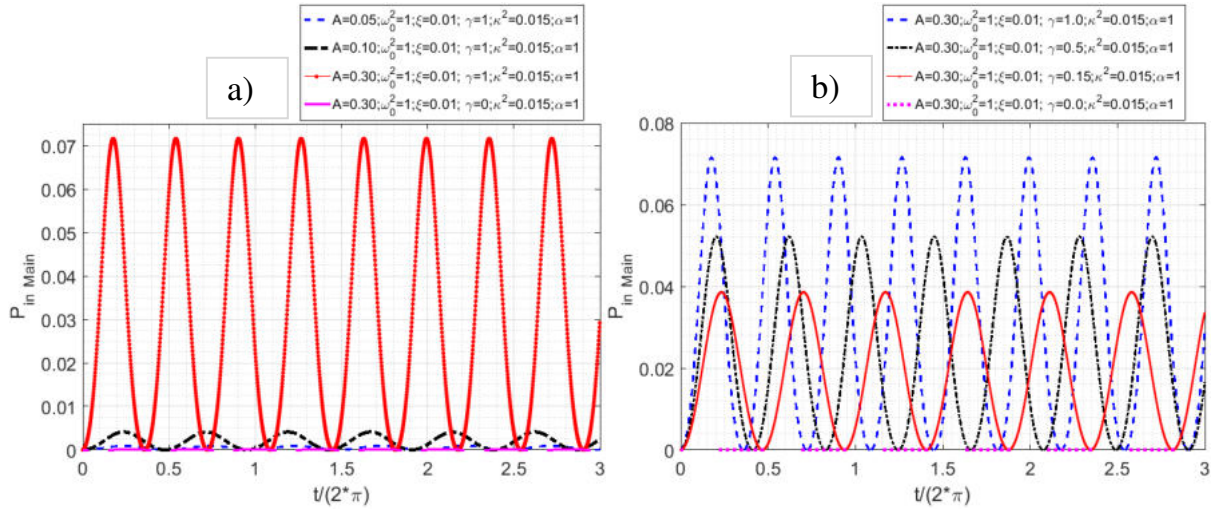 a)
A=0.05;ω₀²=1;ξ=0.01; γ=1;κ²=0.015;α=1
A=0.10;ω₀²=1;ξ=0.01; γ=1;κ²=0.015;α=1
A=0.30;ω₀²=1;ξ=0.01; γ=1;κ²=0.015;α=1
A=0.30;ω₀²=1;ξ=0.01; γ=0;κ²=0.015;α=1
P in Main
0.07
0.06
0.05
0.04
0.03
0.02
0.01
0
0 0.5 1 1.5 2 2.5 3
t/(2*π)
b)
A=0.30;ω₀²=1;ξ=0.01; γ=1.0;κ²=0.015;α=1
A=0.30;ω₀²=1;ξ=0.01; γ=0.5;κ²=0.015;α=1
A=0.30;ω₀²=1;ξ=0.01; γ=0.15;κ²=0.015;α=1
A=0.30;ω₀²=1;ξ=0.01; γ=0.0;κ²=0.015;α=1
P in Main
0.08
0.06
0.04
0.02
0
0 0.5 1 1.5 2 2.5 3
t/(2*π)